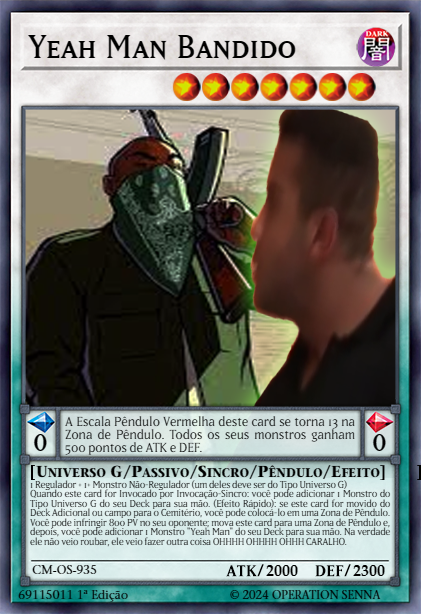 YEAH MAN BANDIDO
DARK
闇
A Escala Pêndulo Vermelha deste card se torna 13 na
Zona de Pêndulo. Todos os seus monstros ganham
500 pontos de ATK e DEF.
0
0
[UNIVERSO G/PASSIVO/SINCRO/PÊNDULO/EFEITO]
1 Regulador + 1+ Monstro Não-Regulador (um deles deve ser do Tipo Universo G)
Quando este card for Invocado por Invocação-Sincro: você pode adicionar 1 Monstro do
Tipo Universo G do seu Deck para sua mão. (Efeito Rápido): se este card for movido do
Deck Adicional ou campo para o Cemitério, você pode colocá-lo em uma Zona de Pêndulo.
Você pode infringir 800 PV no seu oponente; mova este card para uma Zona de Pêndulo e,
depois, você pode adicionar 1 Monstro "Yeah Man" do seu Deck para sua mão. Na verdade
ele não veio roubar, ele veio fazer outra coisa OHHHH OHHHH OHHH CARALHO.
CM-OS-935
ATK/2000 DEF/2300
69115011 1ª Edição
© 2024 OPERATION SENNA